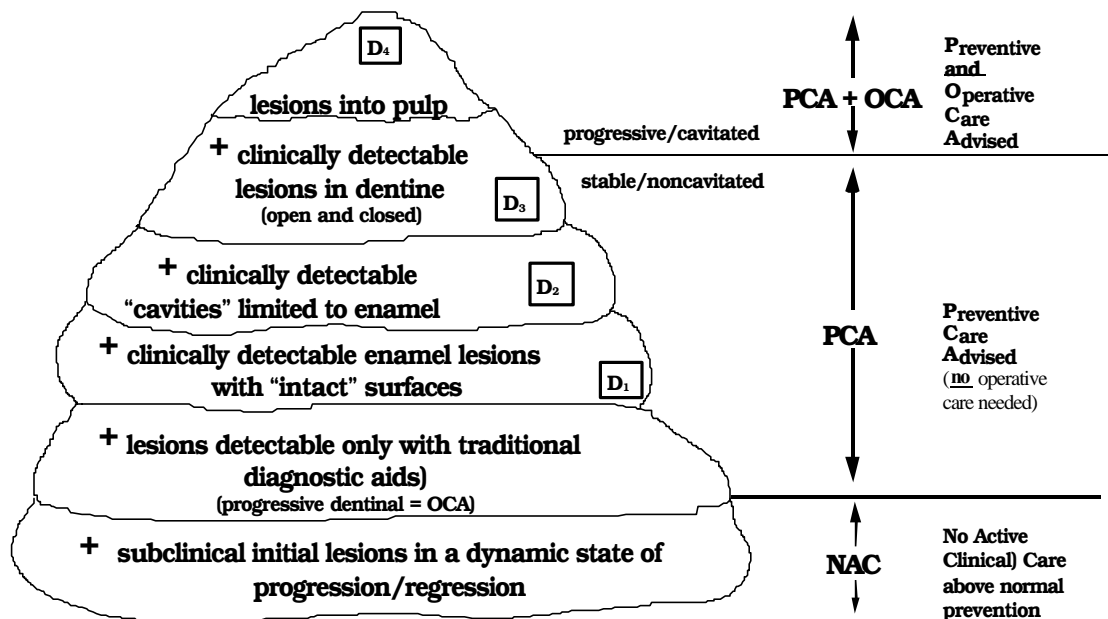 D₄
lesions into pulp
+ clinically detectable
lesions in dentine
(open and closed)
D₃
+ clinically detectable
“cavities” limited to enamel
D₂
+ clinically detectable enamel lesions
with “intact” surfaces
D₁
+ lesions detectable only with traditional
diagnostic aids)
(progressive dentinal = OCA)
+ subclinical initial lesions in a dynamic state of
progression/regression
progressive/cavitated
stable/noncavitated
PCA + OCA
Preventive
and
Operative
Care
Advised
PCA
Preventive
Care
Advised
(no operative
care needed)
NAC
No Active
Clinical) Care
above normal
prevention